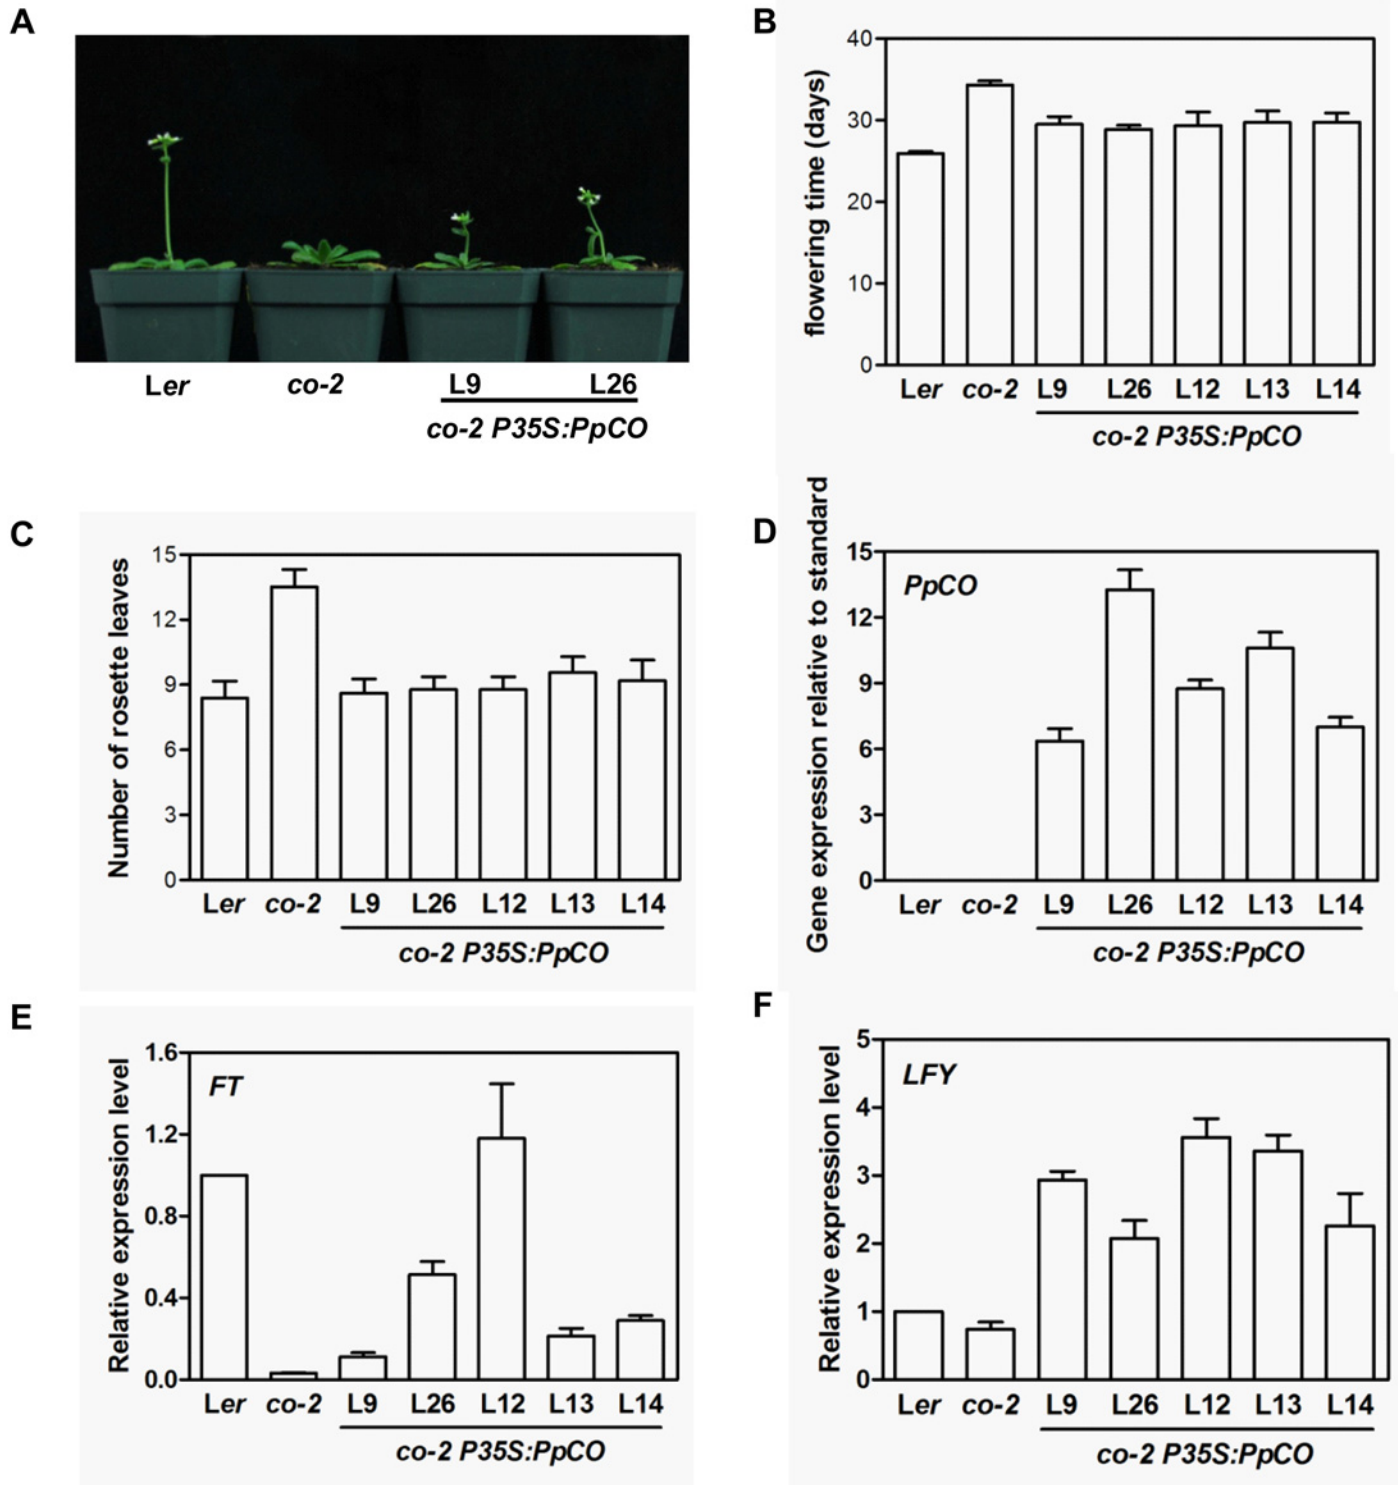 A
Ler co-2 L9 L26
co-2 P35S:PpCO
B
flowering time (days)
40
30
20
10
0
Ler co-2 L9 L26 L12 L13 L14
co-2 P35S:PpCO
C
Number of rosette leaves
15
12
9
6
3
0
Ler co-2 L9 L26 L12 L13 L14
co-2 P35S:PpCO
D
Gene expression relative to standard
15
12
9
6
3
0
PpCO
Ler co-2 L9 L26 L12 L13 L14
co-2 P35S:PpCO
E
Relative expression level
1.6
1.2
0.8
0.4
0.0
FT
Ler co-2 L9 L26 L12 L13 L14
co-2 P35S:PpCO
F
Relative expression level
5
4
3
2
1
0
LFY
Ler co-2 L9 L26 L12 L13 L14
co-2 P35S:PpCO